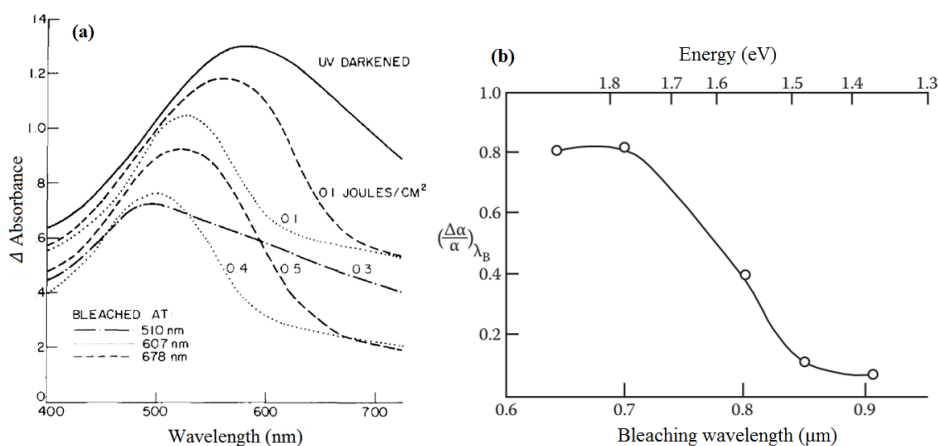 (a)
1.4
1.2
1.0
.8
.6
.4
.2
0
Δ Absorbance
UV DARKENED
0.1 JOULES/CM²
0.1
0.4
0.5
0.3
BLEACHED AT:
510 nm
607 nm
678 nm
400
500
600
700
Wavelength (nm)
(b)
Energy (eV)
1.8
1.7
1.6
1.5
1.4
1.3
1.0
0.8
0.6
0.4
0.2
(Δα/α)λB
0.6
0.7
0.8
0.9
Bleaching wavelength (μm)